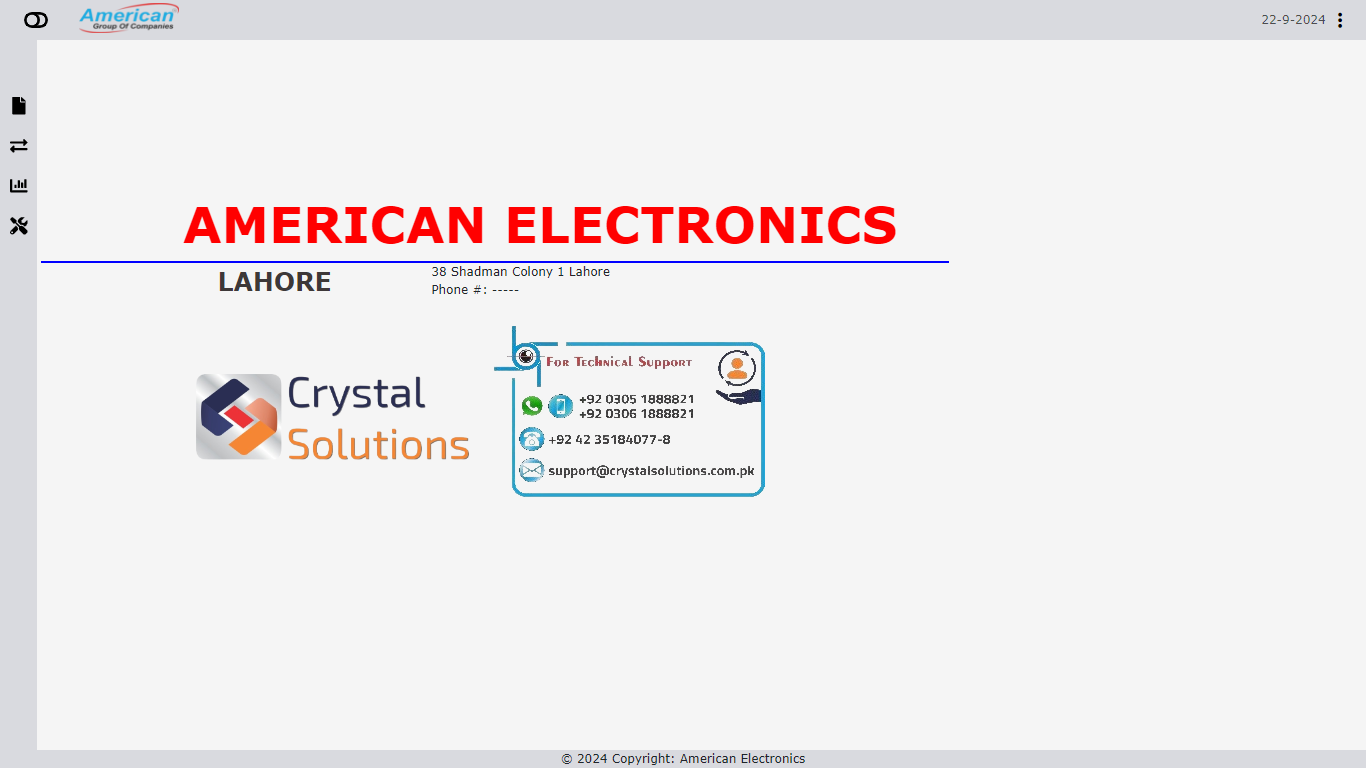 American
Group Of Companies
22-9-2024
AMERICAN ELECTRONICS
LAHORE
38 Shadman Colony 1 Lahore
Phone #: -----
Crystal
Solutions
For Technical Support
+92 0305 1888821
+92 0306 1888821
+92 42 35184077-8
support@crystalsolutions.com.pk
© 2024 Copyright: American Electronics